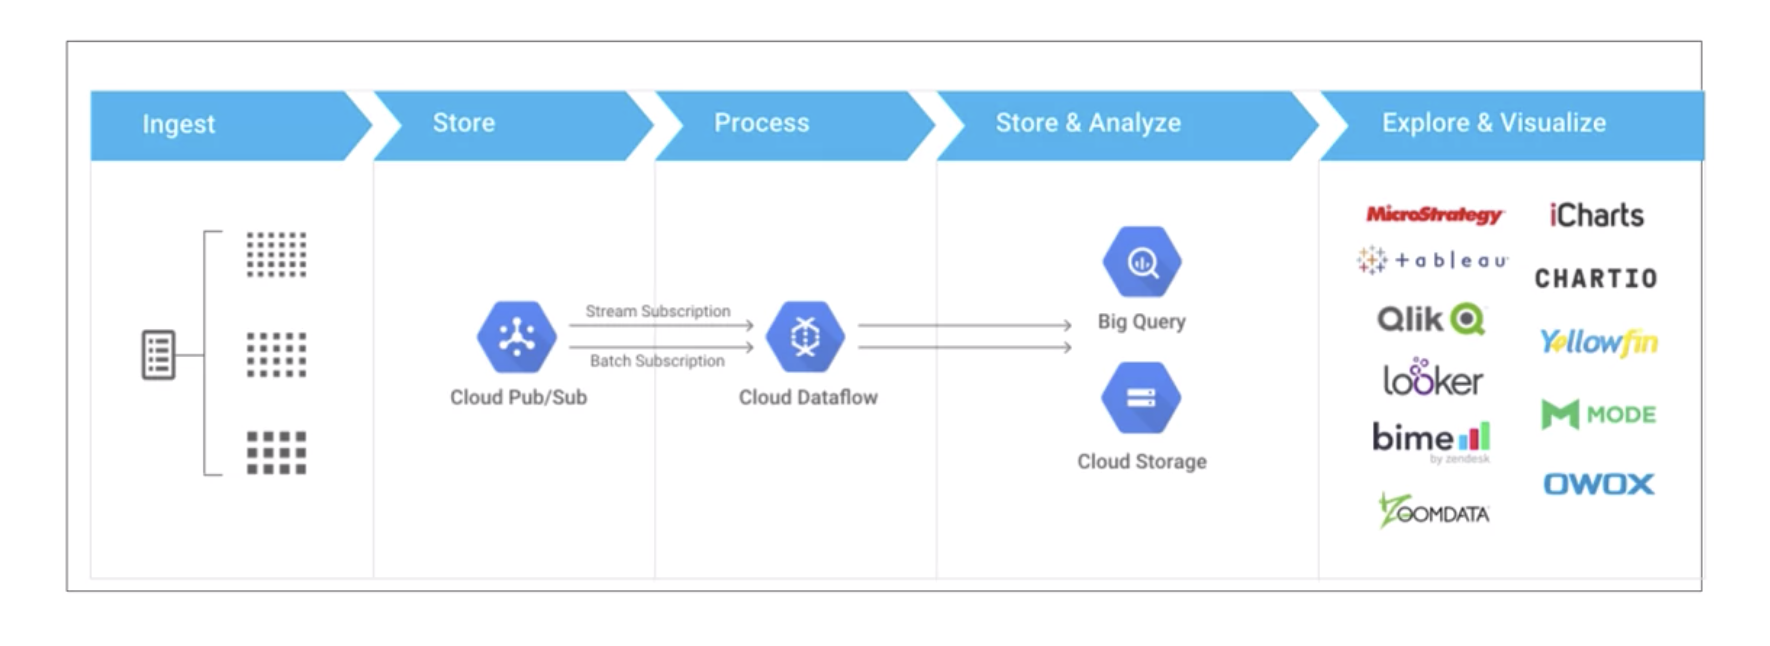 Ingest
Store
Process
Store & Analyze
Explore & Visualize
Stream Subscription
Batch Subscription
Cloud Pub/Sub
Cloud Dataflow
Big Query
Cloud Storage
MicroStrategy
+ableau
Qlik
looker
bime
by zendesk
ZOOMDATA
iCharts
CHARTIO
Yellowfin
MODE
OWOX